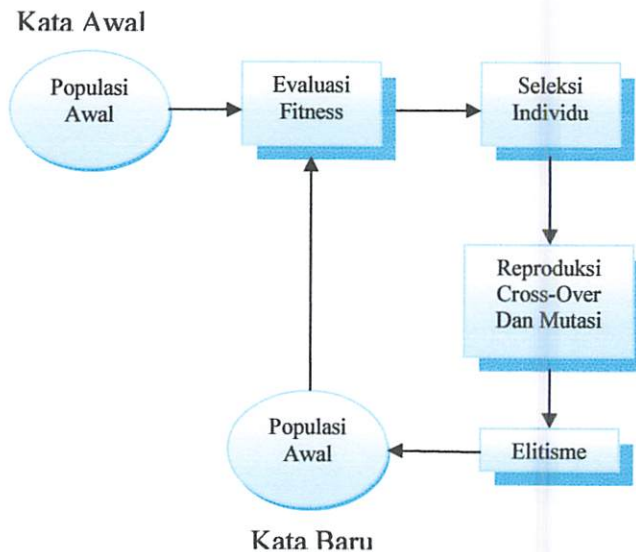 Kata Awal
Populasi
Awal
Evaluasi
Fitness
Seleksi
Individu
Reproduksi
Cross-Over
Dan Mutasi
Elitisme
Populasi
Awal
Kata Baru